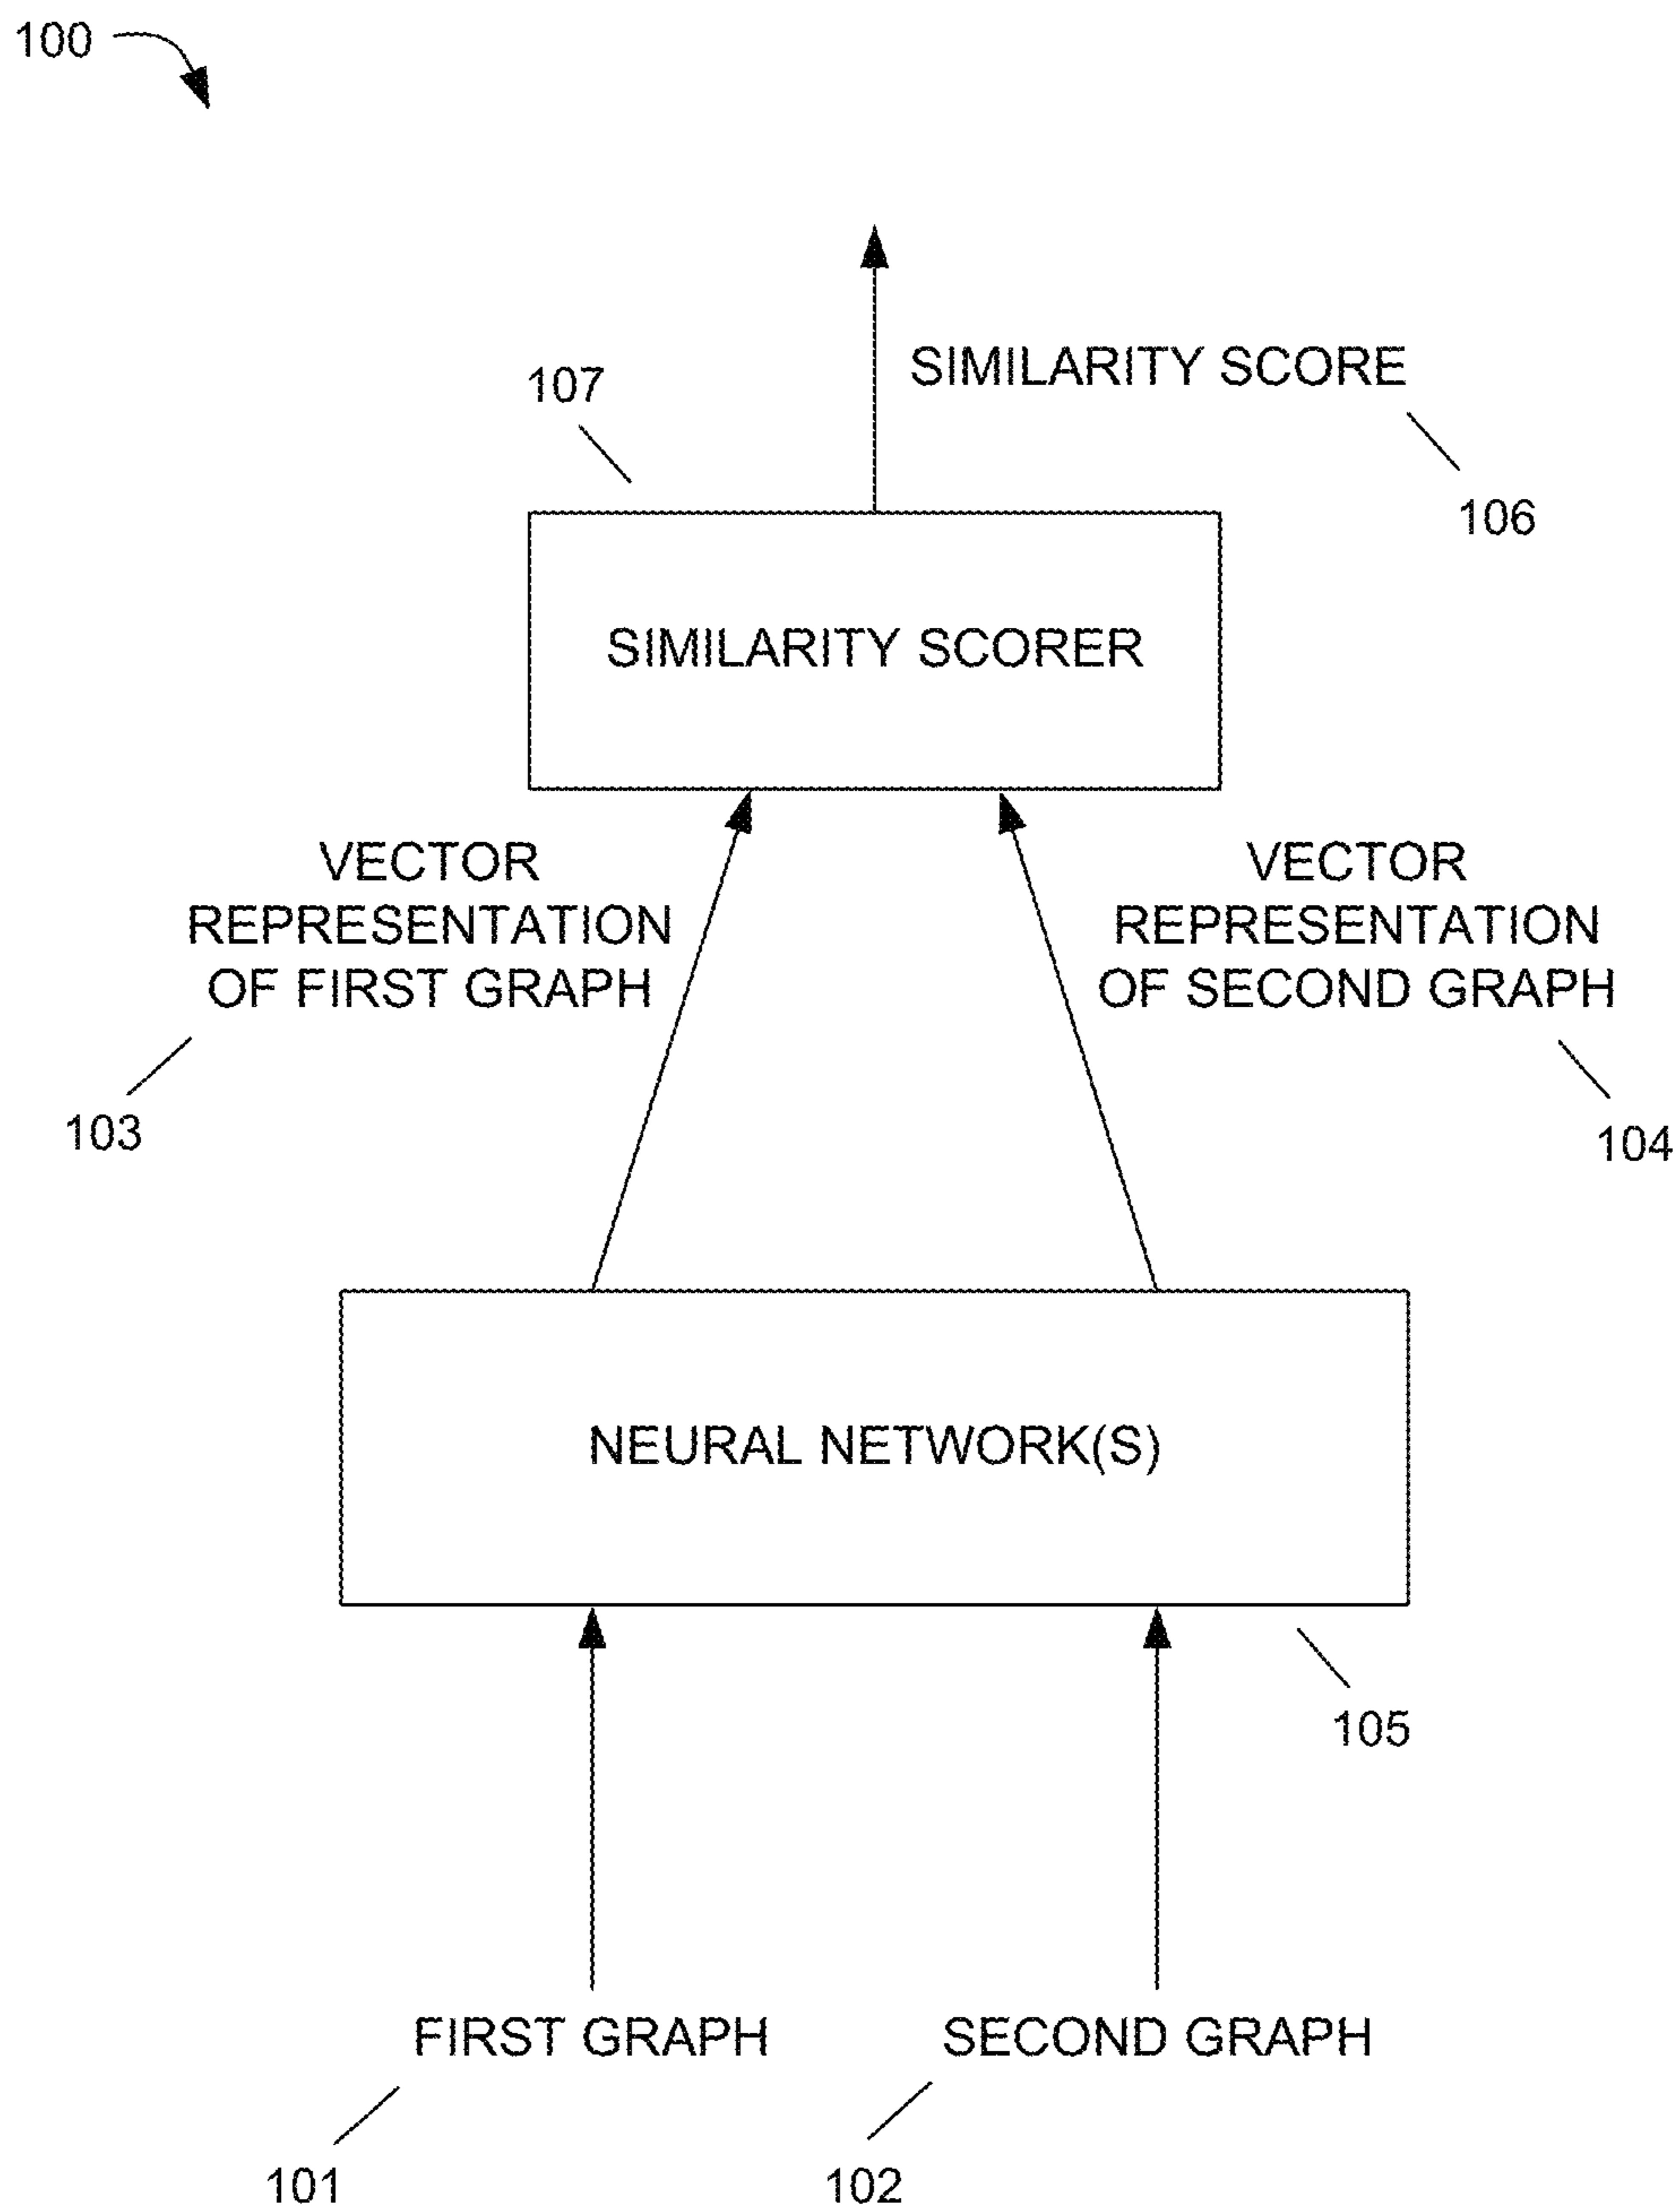 100
SIMILARITY SCORE
107
106
SIMILARITY SCORER
VECTOR
REPRESENTATION
OF FIRST GRAPH
VECTOR
REPRESENTATION
OF SECOND GRAPH
103
104
NEURAL NETWORK(S)
105
FIRST GRAPH
SECOND GRAPH
101
102